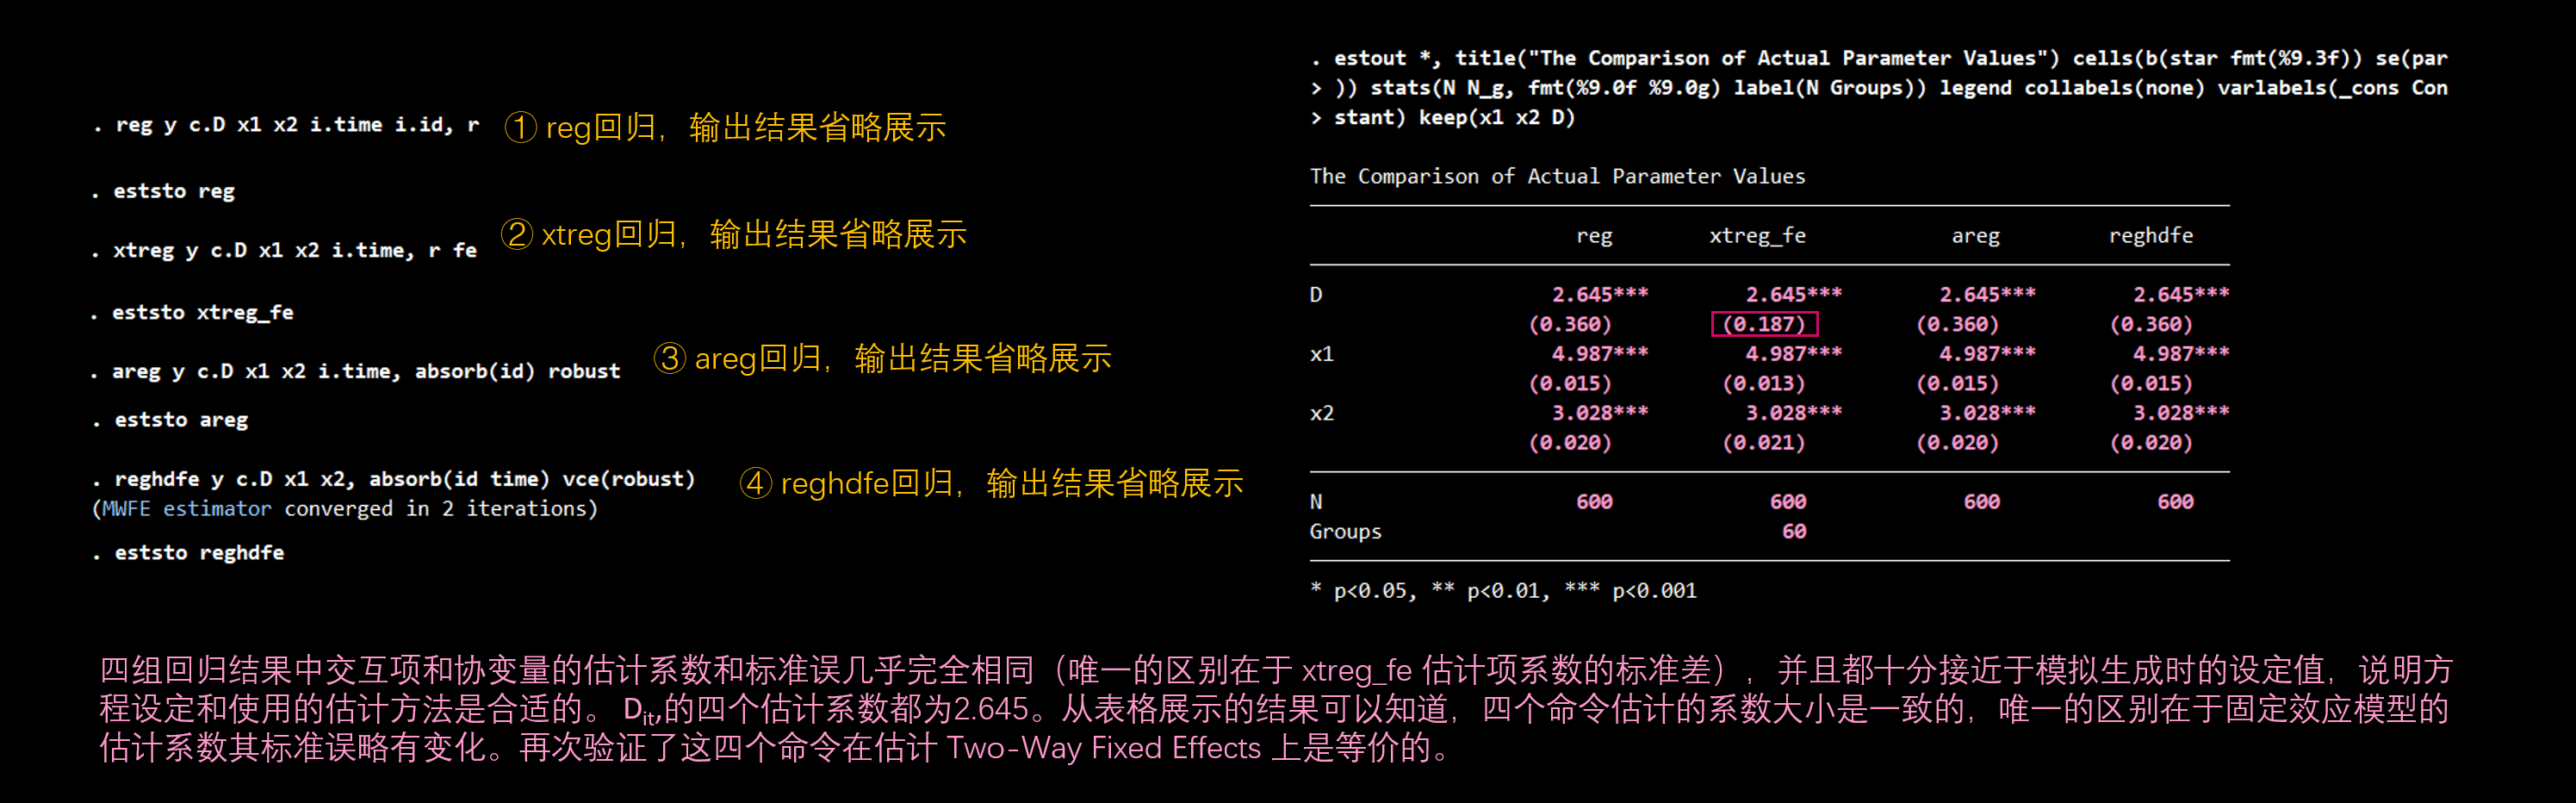 . reg y c.D x1 x2 i.time i.id, r
① reg回归，输出结果省略展示
. eststo reg
② xtreg回归，输出结果省略展示
. xtreg y c.D x1 x2 i.time, r fe
. eststo xtreg_fe
③ areg回归，输出结果省略展示
. areg y c.D x1 x2 i.time, absorb(id) robust
. eststo areg
. reghdfe y c.D x1 x2, absorb(id time) vce(robust)
④ reghdfe回归，输出结果省略展示
(MWFE estimator converged in 2 iterations)
. eststo reghdfe
. estout *, title("The Comparison of Actual Parameter Values") cells(b(star fmt(%9.3f)) se(par
> )) stats(N N_g, fmt(%9.0f %9.0g) label(N Groups)) legend collabels(none) varlabels(_cons Con
> stant) keep(x1 x2 D)
The Comparison of Actual Parameter Values
reg xtreg_fe areg reghdfe
D 2.645*** 2.645*** 2.645*** 2.645***
(0.360) (0.187) (0.360) (0.360)
x1 4.987*** 4.987*** 4.987*** 4.987***
(0.015) (0.013) (0.015) (0.015)
x2 3.028*** 3.028*** 3.028*** 3.028***
(0.020) (0.021) (0.020) (0.020)
N 600 600 600 600
Groups 60
* p<0.05, ** p<0.01, *** p<0.001
四组回归结果中交互项和协变量的估计系数和标准误几乎完全相同（唯一的区别在于 xtreg_fe 估计项系数的标准差），并且都十分接近于模拟生成时的设定值，说明方
程设定和使用的估计方法是合适的。 Dit,的四个估计系数都为2.645。从表格展示的结果可以知道，四个命令估计的系数大小是一致的，唯一的区别在于固定效应模型的
估计系数其标准误略有变化。再次验证了这四个命令在估计 Two-Way Fixed Effects 上是等价的。